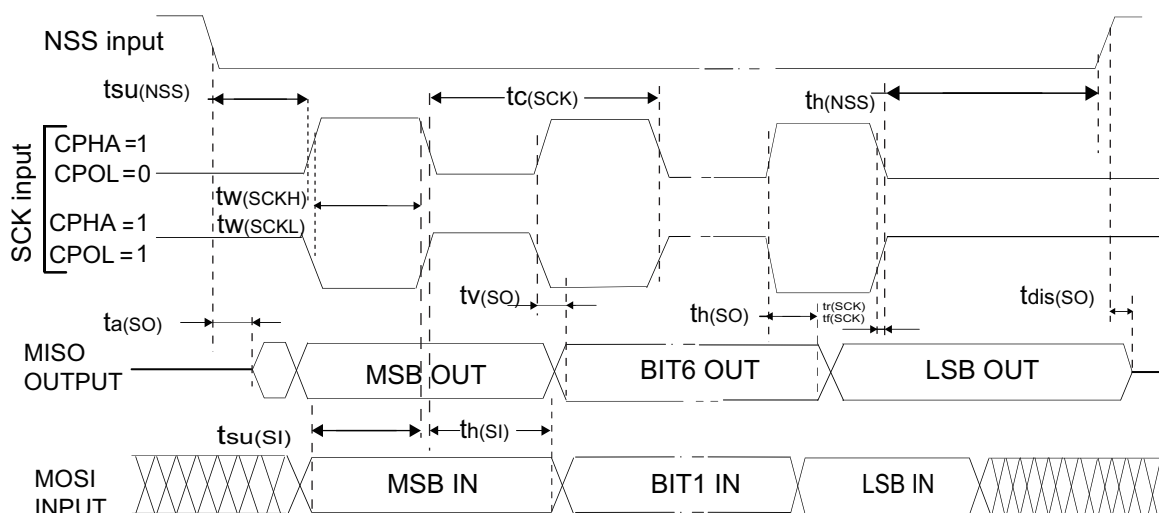 NSS input
tsu(NSS)
tc(SCK)
th(NSS)
SCK input
CPHA=1
CPOL=0
tw(SCKH)
tw(SCKL)
CPHA=1
CPOL=1
tv(SO)
ta(SO)
th(SO)
tr(SCK)
tf(SCK)
tdis(SO)
MISO
OUTPUT
MSB OUT
BIT6 OUT
LSB OUT
tsu(SI)
th(SI)
MOSI
INPUT
MSB IN
BIT1 IN
LSB IN